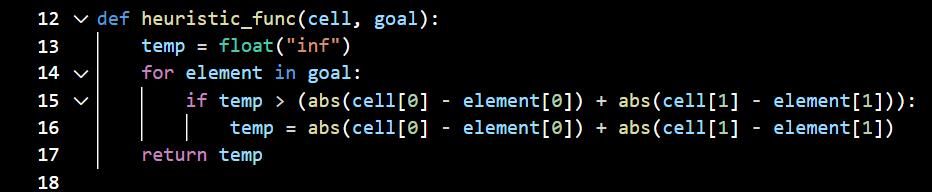 12 def heuristic_func(cell, goal):
13     temp = float("inf")
14     for element in goal:
15         if temp > (abs(cell[0] - element[0]) + abs(cell[1] - element[1])):
16             temp = abs(cell[0] - element[0]) + abs(cell[1] - element[1])
17     return temp
18